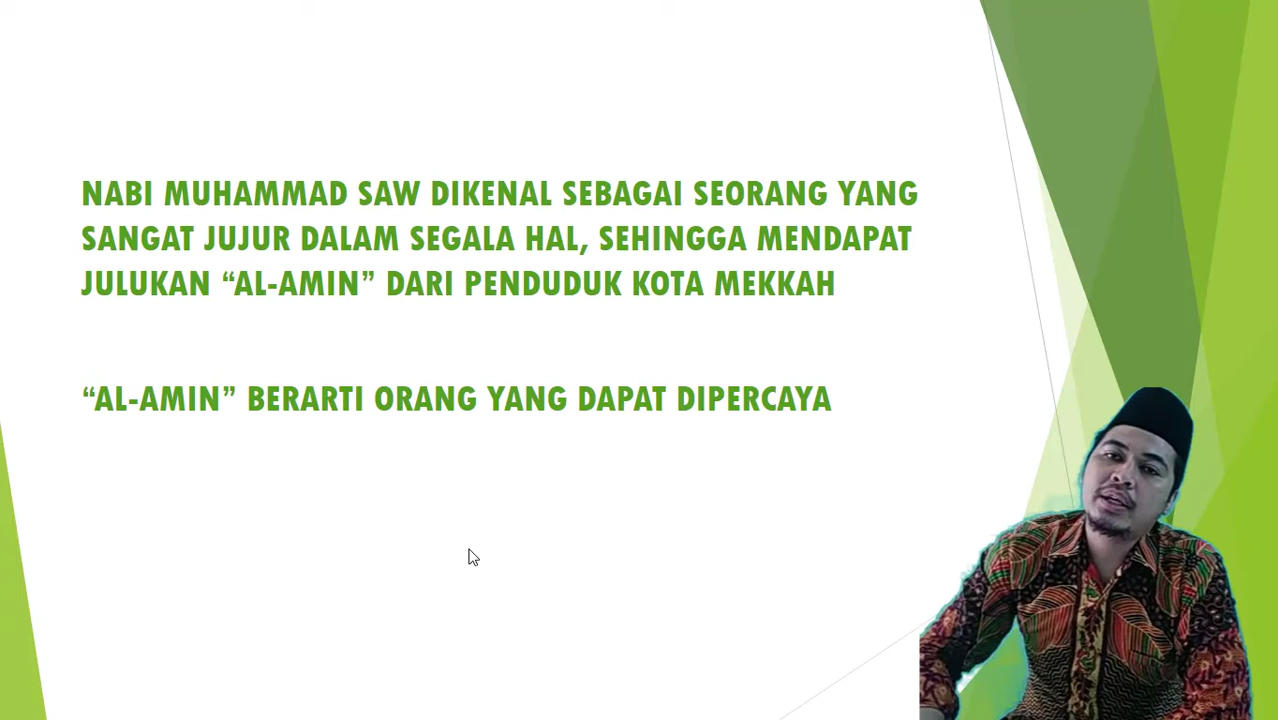 NABI MUHAMMAD SAW DIKENAL SEBAGAI SEORANG YANG
SANGAT JUJUR DALAM SEGALA HAL, SEHINGGA MENDAPAT
JULUKAN “AL-AMIN” DARI PENDUDUK KOTA MEKKAH
“AL-AMIN” BERARTI ORANG YANG DAPAT DIPERCAYA